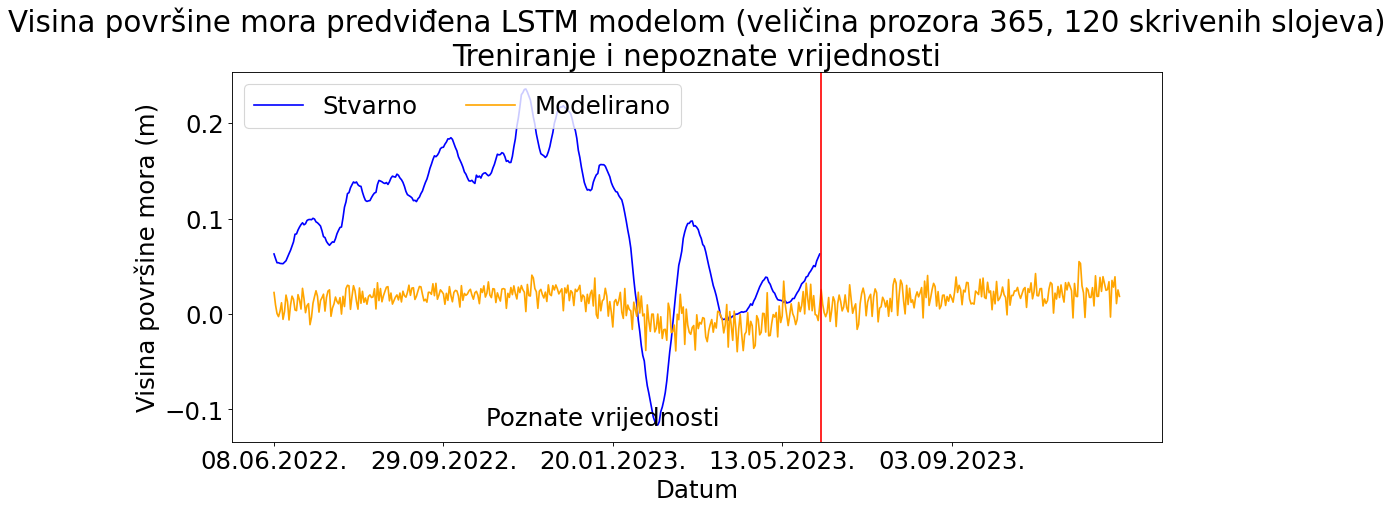 Visina površine mora predviđena LSTM modelom (veličina prozora 365, 120 skrivenih slojeva)
Treniranje i nepoznate vrijednosti
Stvarno
Modelirano
Visina površine mora (m)
0.2
0.1
0.0
−0.1
Poznate vrijednosti
08.06.2022.
29.09.2022.
20.01.2023.
13.05.2023.
03.09.2023.
Datum